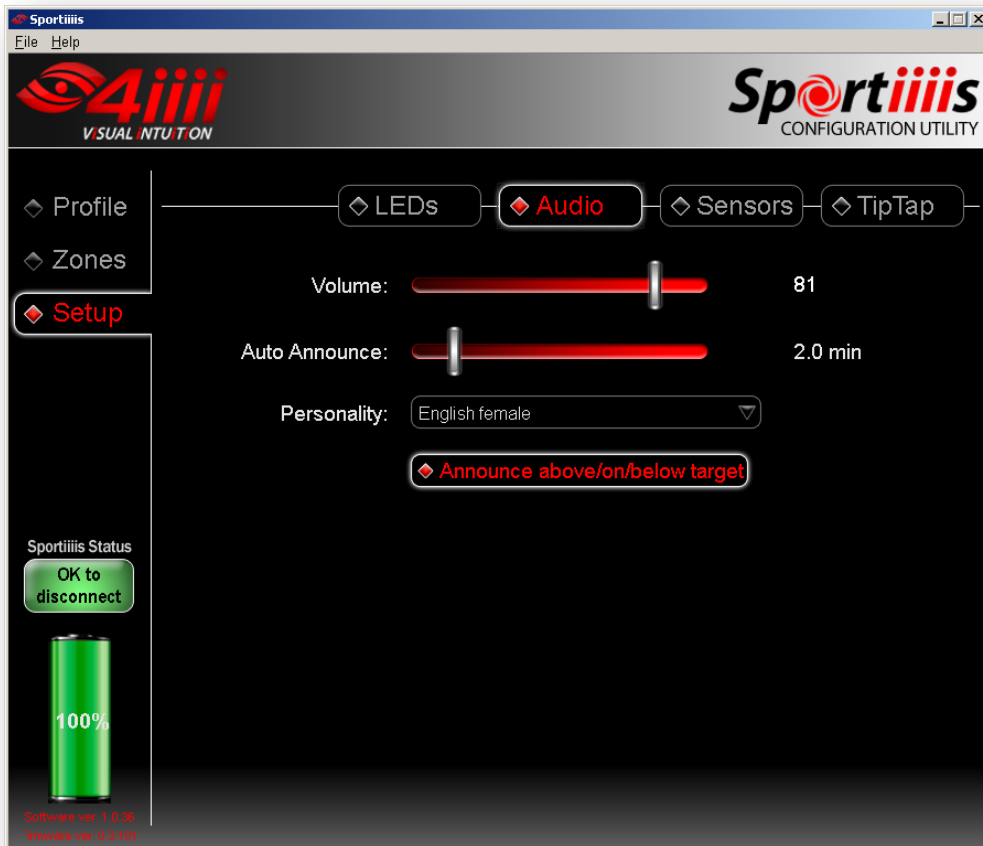 Sportiiiis
File Help
4iiii
VISUAL INTUITION
Sportiiiis
CONFIGURATION UTILITY
Profile
Zones
Setup
LEDs
Audio
Sensors
TipTap
Volume:
81
Auto Announce:
2.0 min
Personality:
English female
Announce above/on/below target
Sportiiiis Status
OK to
disconnect
100%
Software ver. 1.0.36